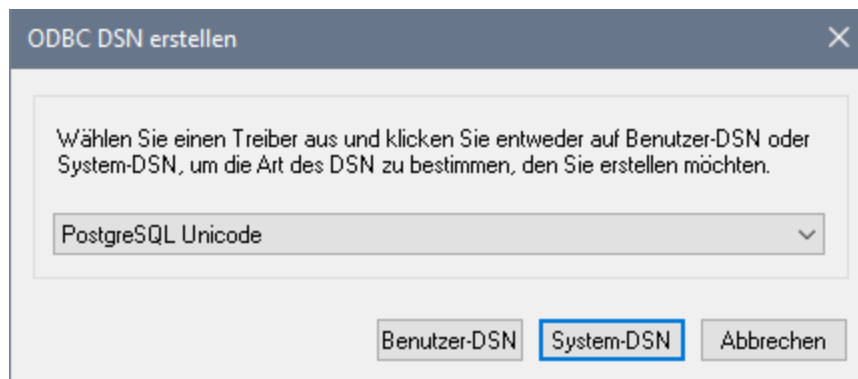 ODBC DSN erstellen
Wählen Sie einen Treiber aus und klicken Sie entweder auf Benutzer-DSN oder
System-DSN, um die Art des DSN zu bestimmen, den Sie erstellen möchten.
PostgreSQL Unicode
Benutzer-DSN System-DSN Abbrechen